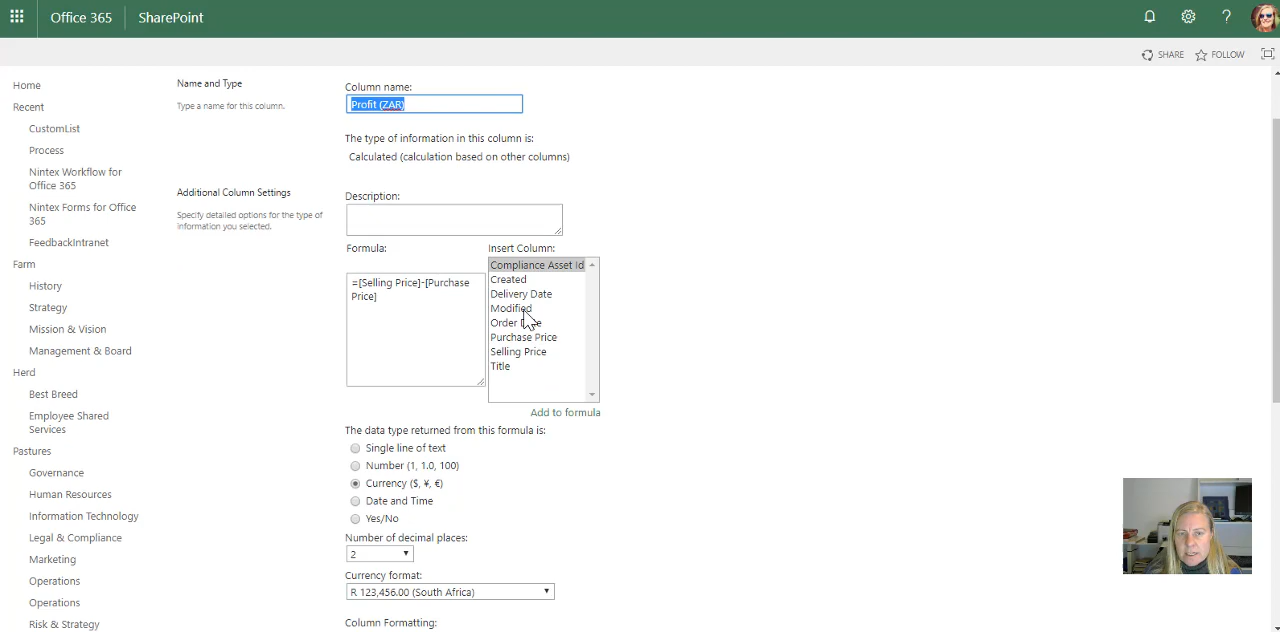 Office 365
SharePoint
?
SHARE
FOLLOW
Home
Recent
CustomList
Process
Nintex Workflow for
Office 365
Nintex Forms for Office
365
FeedbackIntranet
Farm
History
Strategy
Mission & Vision
Management & Board
Herd
Best Breed
Employee Shared
Services
Pastures
Governance
Human Resources
Information Technology
Legal & Compliance
Marketing
Operations
Operations
Risk & Strategy
Name and Type
Type a name for this column.
Column name:
Profit (ZAR)
The type of information in this column is:
Calculated (calculation based on other columns)
Additional Column Settings
Specify detailed options for the type of
information you selected.
Description:
Formula:
=[Selling Price]-[Purchase
Price]
Insert Column:
Compliance Asset Id
Created
Delivery Date
Modified
Order Date
Purchase Price
Selling Price
Title
Add to formula
The data type returned from this formula is:
Single line of text
Number (1, 1.0, 100)
Currency ($, ¥, €)
Date and Time
Yes/No
Number of decimal places:
2
Currency format:
R 123,456.00 (South Africa)
Column Formatting: